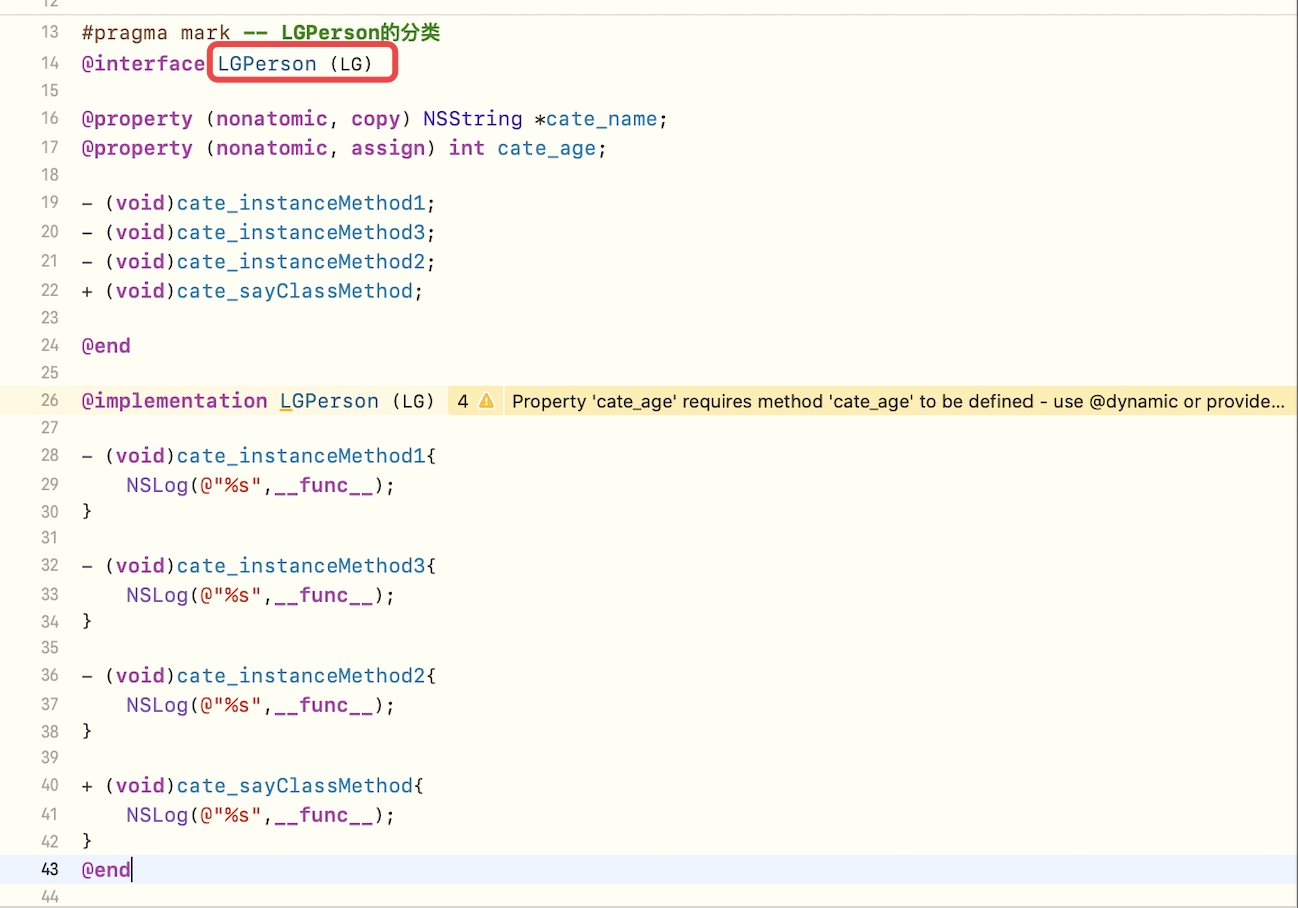 12
13 #pragma mark -- LGPerson的分类
14 @interface LGPerson (LG)
15
16 @property (nonatomic, copy) NSString *cate_name;
17 @property (nonatomic, assign) int cate_age;
18
19 - (void)cate_instanceMethod1;
20 - (void)cate_instanceMethod3;
21 - (void)cate_instanceMethod2;
22 + (void)cate_sayClassMethod;
23
24 @end
25
26 @implementation LGPerson (LG) 4 Property 'cate_age' requires method 'cate_age' to be defined - use @dynamic or provide...
27
28 - (void)cate_instanceMethod1{
29 NSLog(@"%s",__func__);
30 }
31
32 - (void)cate_instanceMethod3{
33 NSLog(@"%s",__func__);
34 }
35
36 - (void)cate_instanceMethod2{
37 NSLog(@"%s",__func__);
38 }
39
40 + (void)cate_sayClassMethod{
41 NSLog(@"%s",__func__);
42 }
43 @end
44